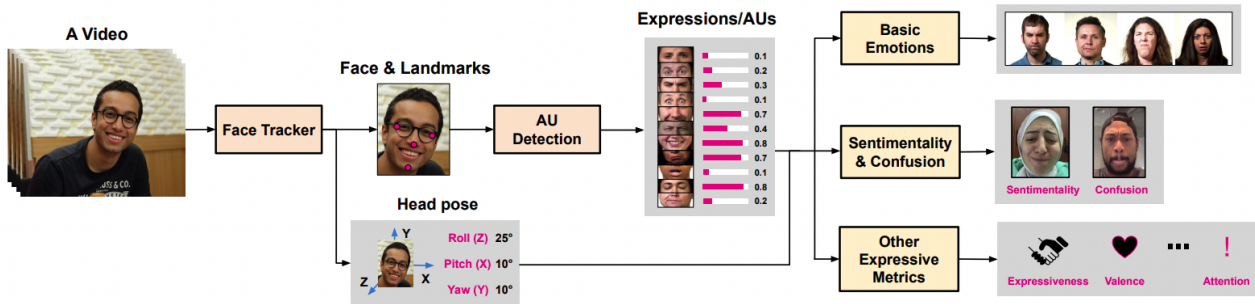 A Video
USS & CO.
Face Tracker
Face & Landmarks
AU
Detection
Head pose
Y
X
Z
Roll (Z) 25°
Pitch (X) 10°
Yaw (Y) 10°
Expressions/AUs
0.1
0.2
0.3
0.1
0.7
0.4
0.8
0.7
0.1
0.8
0.2
Basic
Emotions
Sentimentality
& Confusion
Sentimentality Confusion
Other
Expressive
Metrics
Expressiveness Valence ... ! Attention